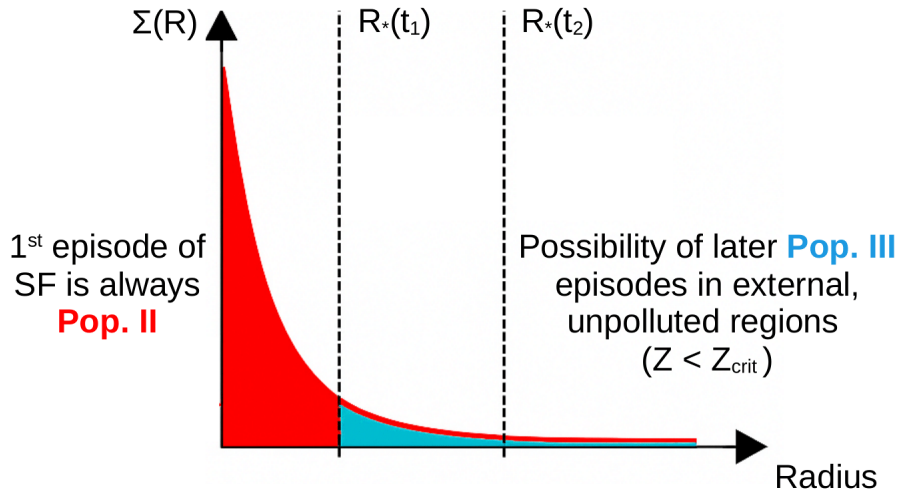 Σ(R)
R*(t₁)
R*(t₂)
1ˢᵗ episode of
SF is always
Pop. II
Possibility of later Pop. III
episodes in external,
unpolluted regions
(Z < Zcrit)
Radius